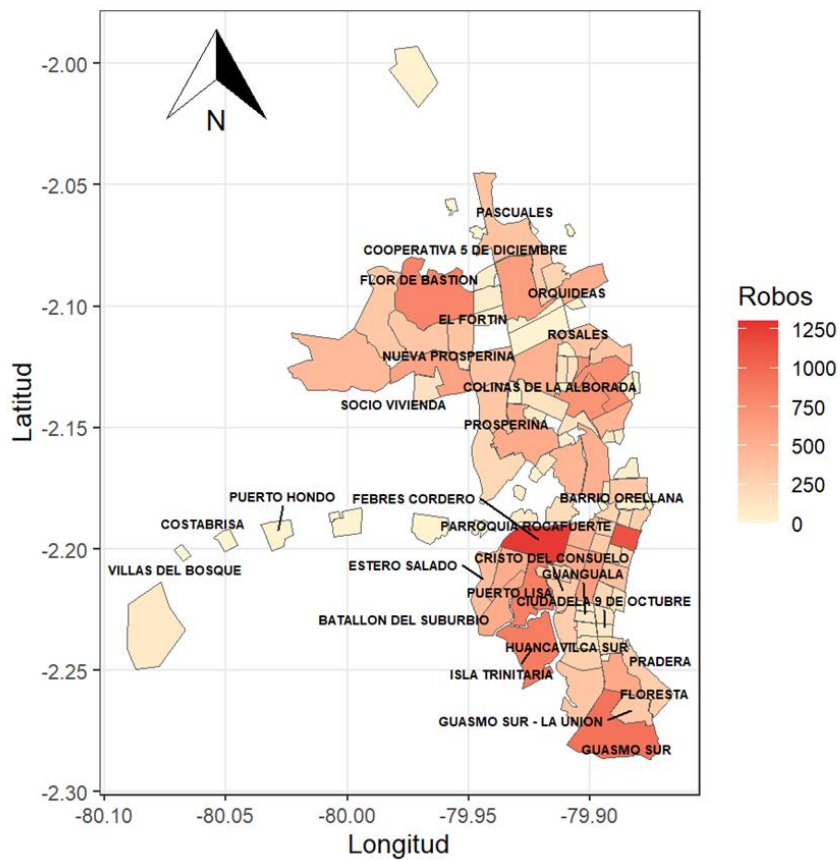 -2.00
N
-2.05
PASCUALES
COOPERATIVA 5 DE DICIEMBRE
FLOR DE BASTION
-2.10
ORQUIDEAS
EL FORTIN
ROSALES
NUEVA PROSPERINA
COLINAS DE LA ALBORADA
SOCIO VIVIENDA
PROSPERINA
-2.15
PUERTO HONDO
FEBRES CORDERO
BARRIO ORELLANA
COSTABRISA
PARROQUIA ROCAFUERTE
-2.20
CRISTO DEL CONSUELO
ESTERO SALADO
VILLAS DEL BOSQUE
GUANGUALA
PUERTO LISA
CIUDADELA 9 DE OCTUBRE
BATALLON DEL SUBURBIO
HUANCAVILCA SUR
PRADERA
-2.25
ISLA TRINITARIA
FLORESTA
GUASMO SUR - LA UNION
GUASMO SUR
-2.30
-80.10
-80.05
-80.00
-79.95
-79.90
Longitud
Latitud
Robos
1250
1000
750
500
250
0